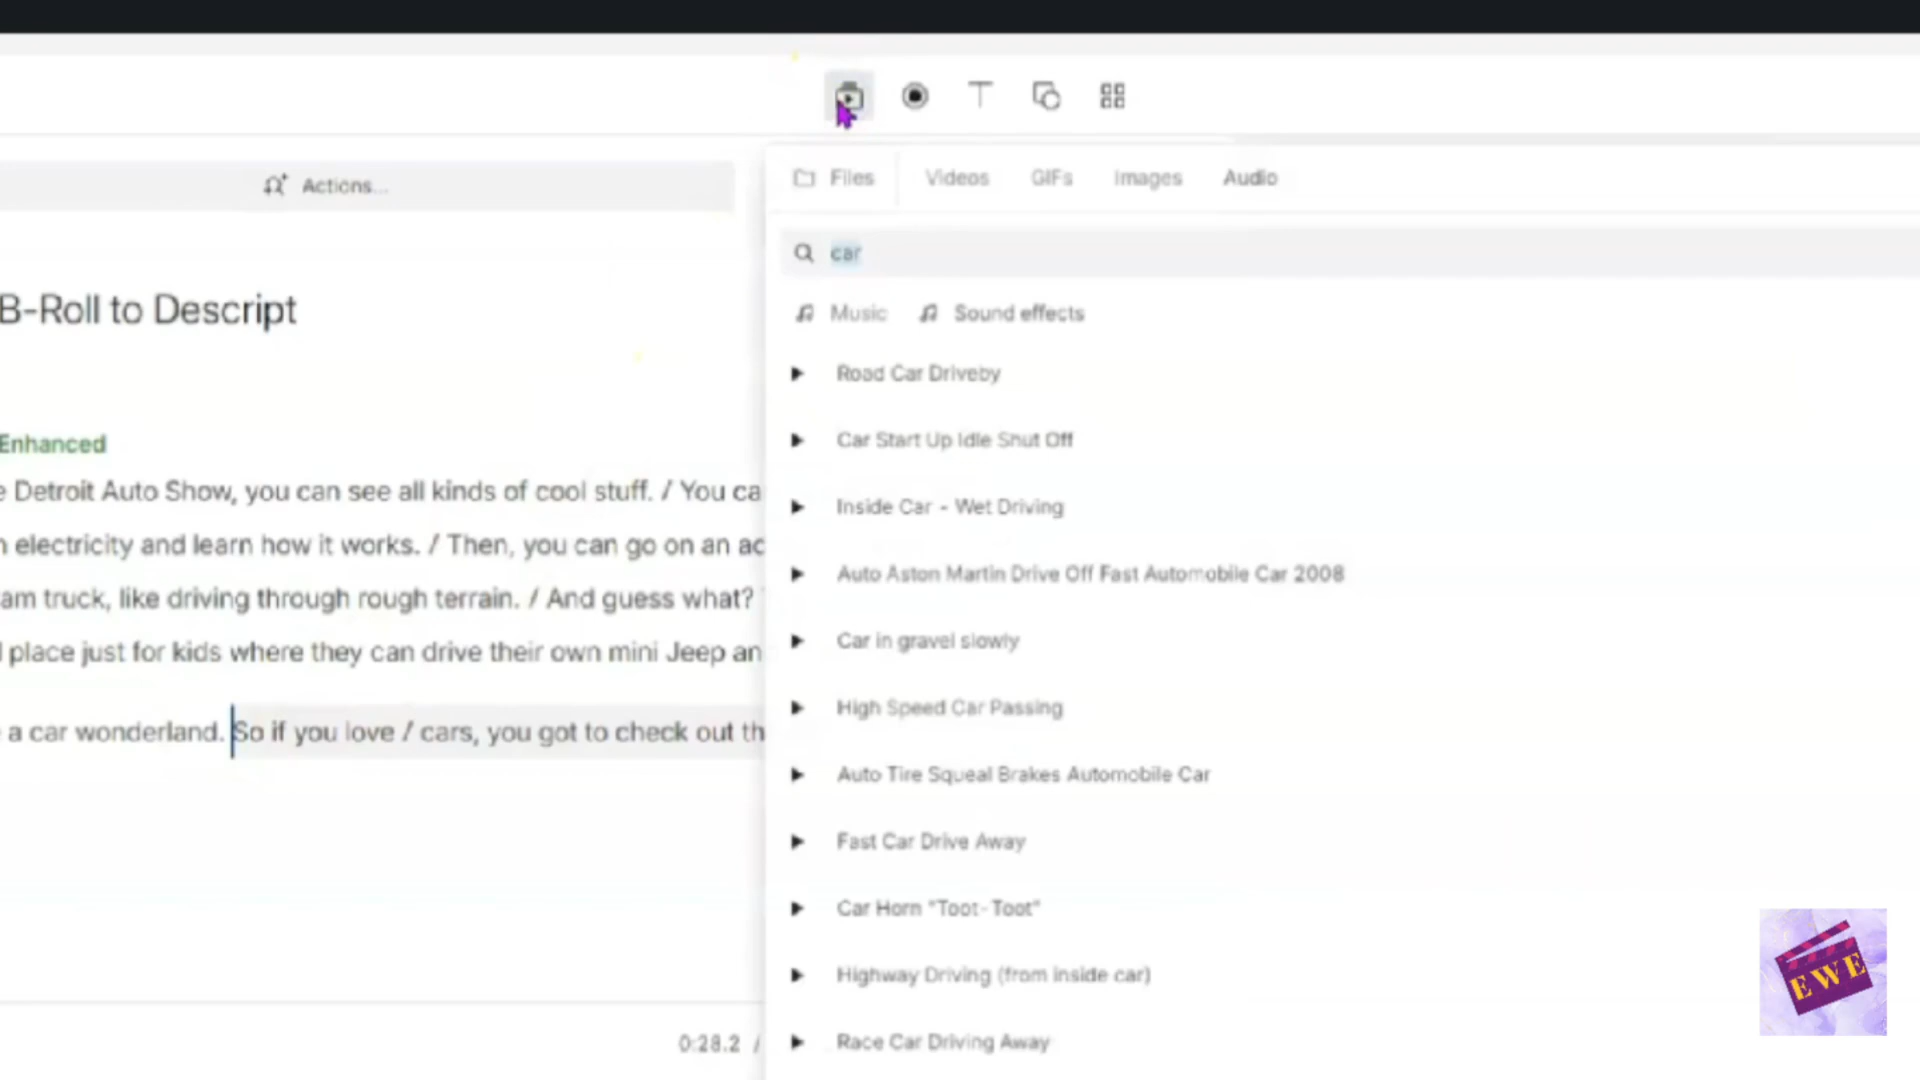 Actions...
B-Roll to Descript
Enhanced
e Detroit Auto Show, you can see all kinds of cool stuff. / You ca
n electricity and learn how it works. / Then, you can go on an ac
am truck, like driving through rough terrain. / And guess what?
l place just for kids where they can drive their own mini Jeep an
a car wonderland. So if you love / cars, you got to check out th
0:28.2 /
Files Videos GIFs Images Audio
car
Music Sound effects
Road Car Driveby
Car Start Up Idle Shut Off
Inside Car - Wet Driving
Auto Aston Martin Drive Off Fast Automobile Car 2008
Car in gravel slowly
High Speed Car Passing
Auto Tire Squeal Brakes Automobile Car
Fast Car Drive Away
Car Horn "Toot-Toot"
Highway Driving (from inside car)
Race Car Driving Away
EWE